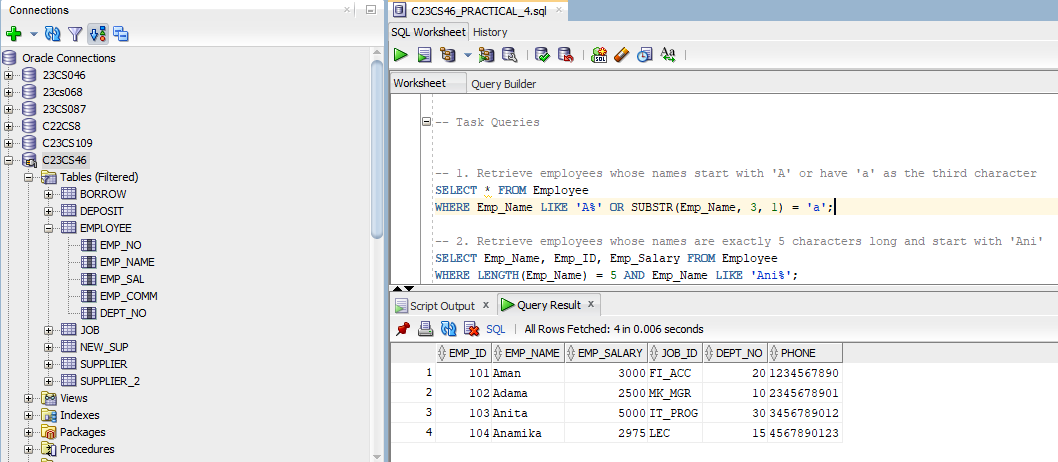 Connections
Oracle Connections
23CS046
23cs068
23CS087
C22CS8
C23CS109
C23CS46
Tables (Filtered)
BORROW
DEPOSIT
EMPLOYEE
EMP_NO
EMP_NAME
EMP_SAL
EMP_COMM
DEPT_NO
JOB
NEW_SUP
SUPPLIER
SUPPLIER_2
Views
Indexes
Packages
Procedures
C23CS46_PRACTICAL_4.sql
SQL Worksheet History
Worksheet Query Builder
-- Task Queries
-- 1. Retrieve employees whose names start with 'A' or have 'a' as the third character
SELECT * FROM Employee
WHERE Emp_Name LIKE 'A%' OR SUBSTR(Emp_Name, 3, 1) = 'a';
-- 2. Retrieve employees whose names are exactly 5 characters long and start with 'Ani'
SELECT Emp_Name, Emp_ID, Emp_Salary FROM Employee
WHERE LENGTH(Emp_Name) = 5 AND Emp_Name LIKE 'Ani%';
Script Output x Query Result x
SQL | All Rows Fetched: 4 in 0.006 seconds
EMP_ID EMP_NAME EMP_SALARY JOB_ID DEPT_NO PHONE
1 101 Aman 3000 FI_ACC 20 1234567890
2 102 Adama 2500 MK_MGR 10 2345678901
3 103 Anita 5000 IT_PROG 30 3456789012
4 104 Anamika 2975 LEC 15 4567890123